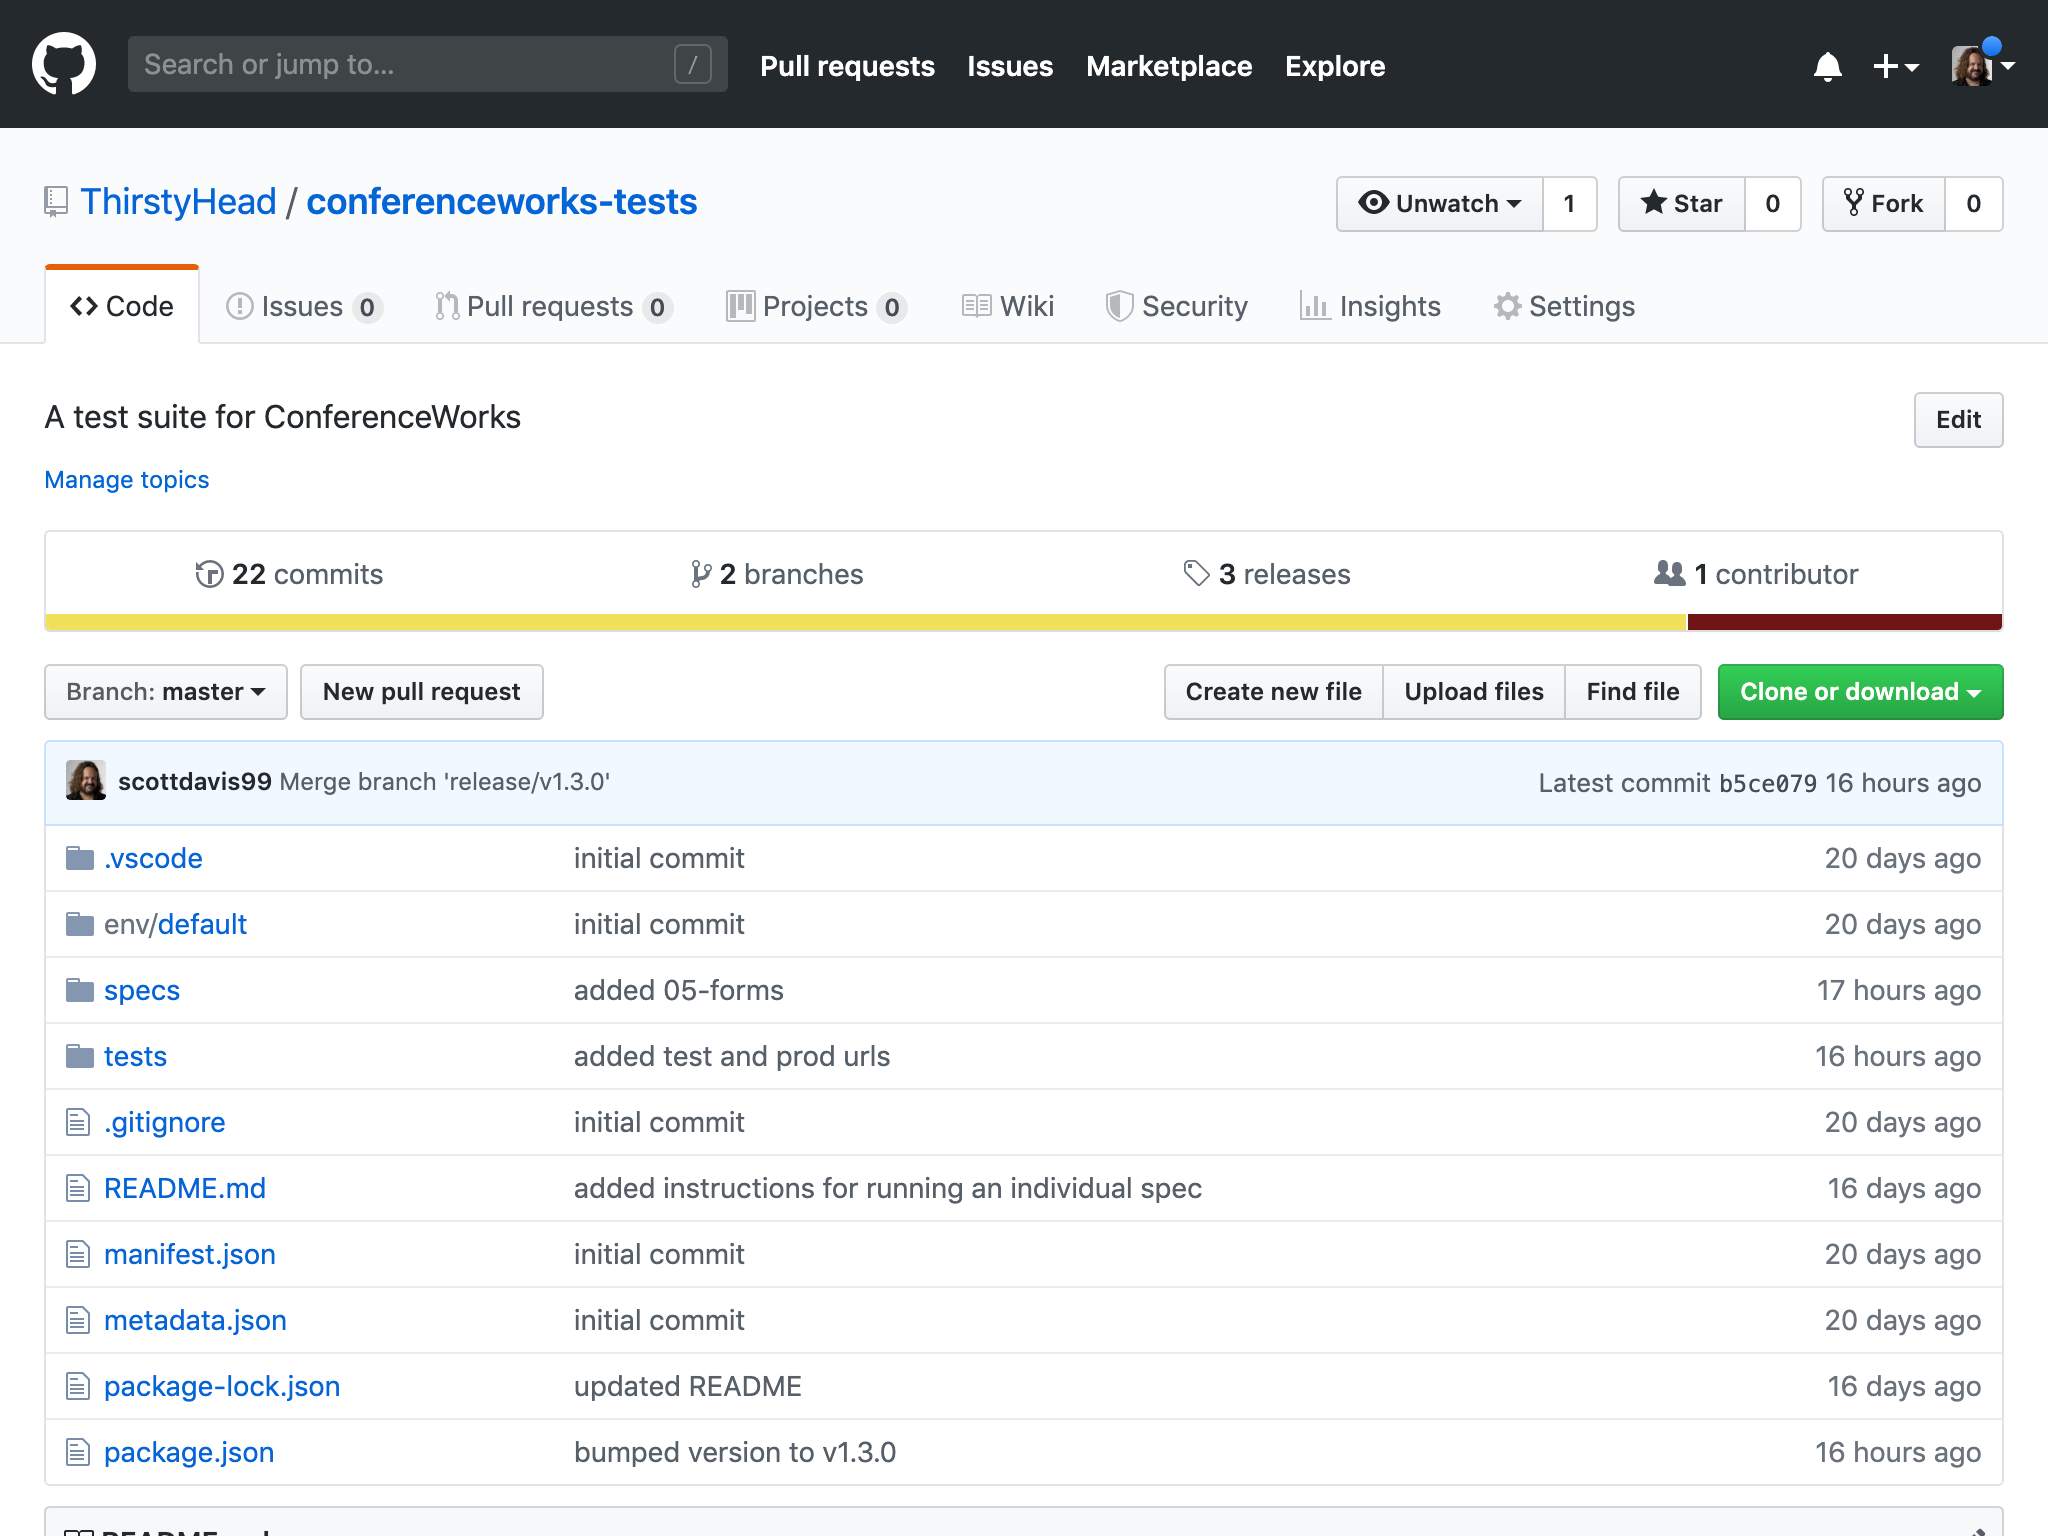 Search or jump to... / Pull requests Issues Marketplace Explore
ThirstyHead / conferenceworks-tests Unwatch 1 Star 0 Fork 0
Code Issues 0 Pull requests 0 Projects 0 Wiki Security Insights Settings
A test suite for ConferenceWorks Edit
Manage topics
22 commits 2 branches 3 releases 1 contributor
Branch: master New pull request Create new file Upload files Find file Clone or download
scottdavis99 Merge branch 'release/v1.3.0' Latest commit b5ce079 16 hours ago
.vscode initial commit 20 days ago
env/default initial commit 20 days ago
specs added 05-forms 17 hours ago
tests added test and prod urls 16 hours ago
.gitignore initial commit 20 days ago
README.md added instructions for running an individual spec 16 days ago
manifest.json initial commit 20 days ago
metadata.json initial commit 20 days ago
package-lock.json updated README 16 days ago
package.json bumped version to v1.3.0 16 hours ago
README.md